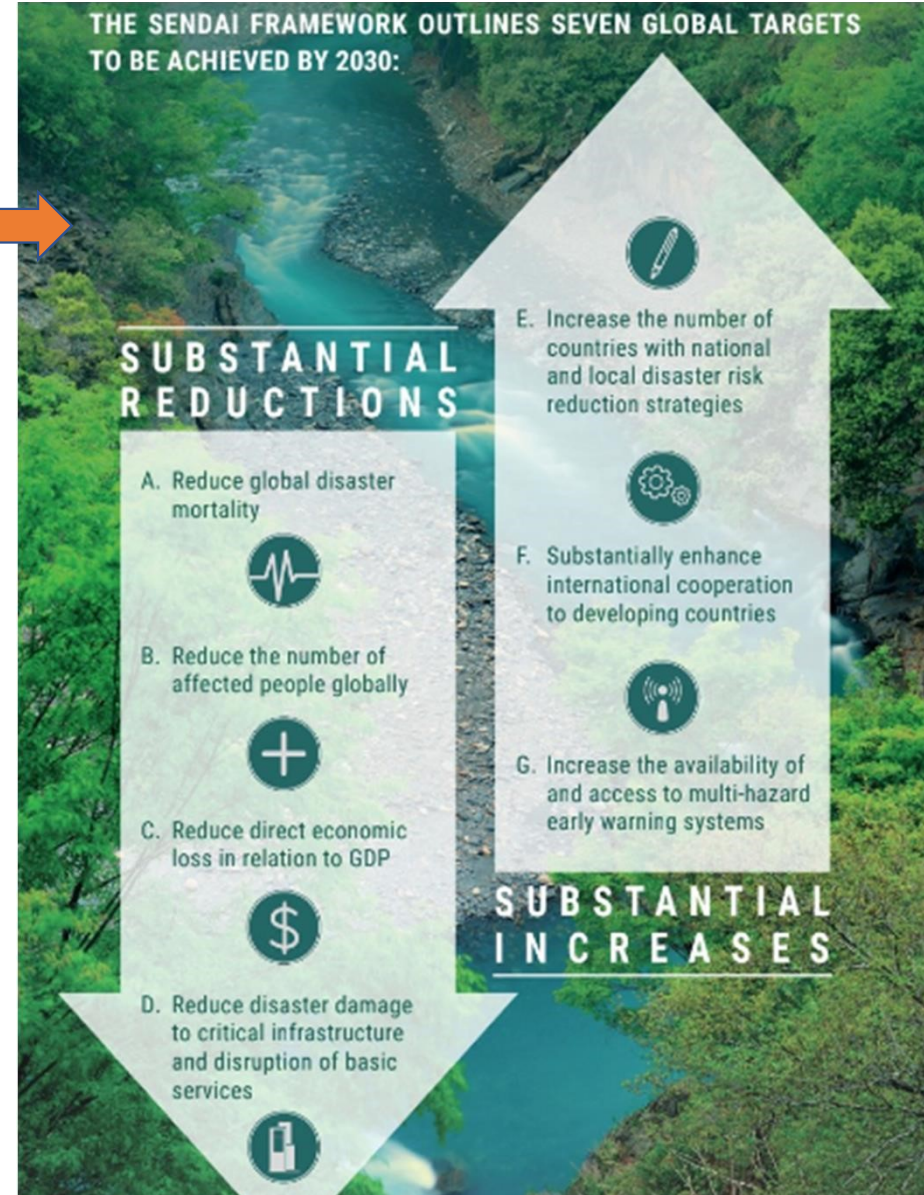 THE SENDAI FRAMEWORK OUTLINES SEVEN GLOBAL TARGETS
TO BE ACHIEVED BY 2030:
SUBSTANTIAL
REDUCTIONS
A. Reduce global disaster
mortality
B. Reduce the number of
affected people globally
C. Reduce direct economic
loss in relation to GDP
$
D. Reduce disaster damage
to critical infrastructure
and disruption of basic
services
E. Increase the number of
countries with national
and local disaster risk
reduction strategies
F. Substantially enhance
international cooperation
to developing countries
G. Increase the availability of
and access to multi-hazard
early warning systems
SUBSTANTIAL
INCREASES